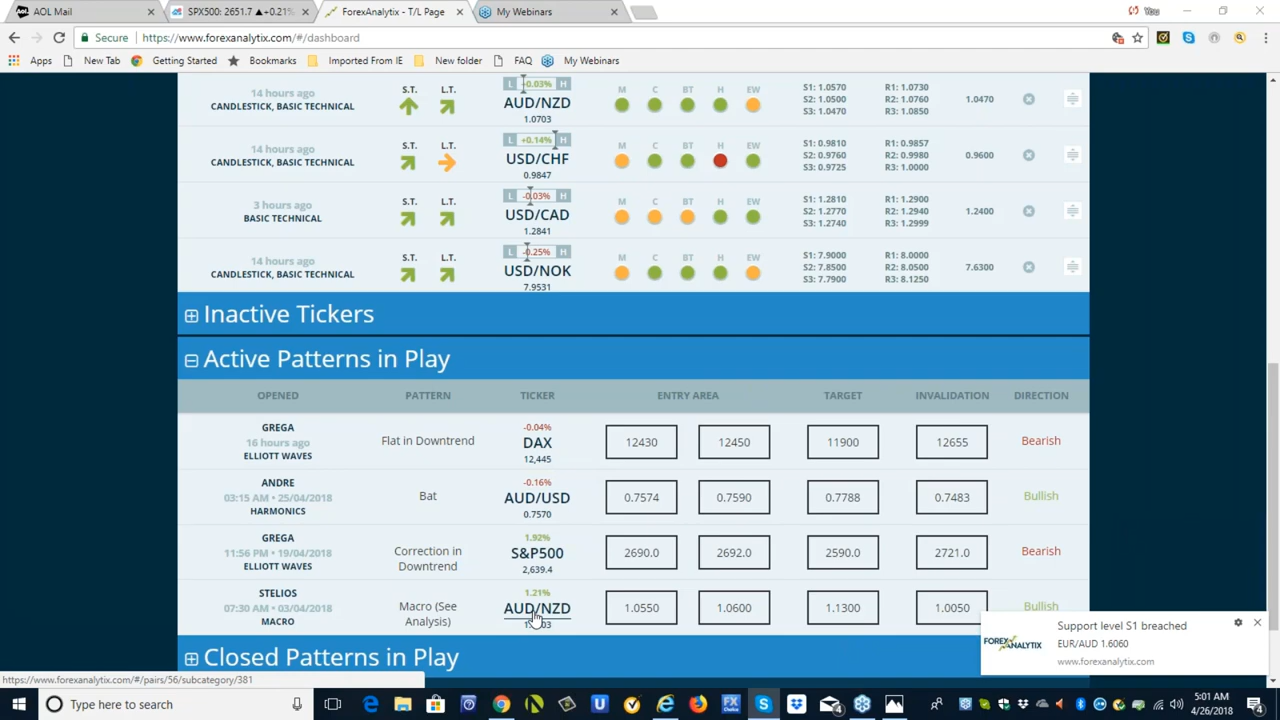 AOL Mail
SPX500: 2651.7 ▲+0.21%
ForexAnalytix - T/L Page
My Webinars
You
Secure https://www.forexanalytix.com/#/dashboard
Apps New Tab Getting Started Bookmarks Imported From IE New folder FAQ My Webinars
14 hours ago
CANDLESTICK, BASIC TECHNICAL
S.T. L.T.
L +0.03% H
AUD/NZD
1.0703
M C BT H EW
S1: 1.0570 R1: 1.0730
S2: 1.0500 R2: 1.0760
S3: 1.0470 R3: 1.0850
1.0470
14 hours ago
CANDLESTICK, BASIC TECHNICAL
S.T. L.T.
L +0.14% H
USD/CHF
0.9847
M C BT H EW
S1: 0.9810 R1: 0.9857
S2: 0.9760 R2: 0.9980
S3: 0.9725 R3: 1.0000
0.9600
3 hours ago
BASIC TECHNICAL
S.T. L.T.
L -0.03% H
USD/CAD
1.2841
M C BT H EW
S1: 1.2810 R1: 1.2900
S2: 1.2770 R2: 1.2940
S3: 1.2740 R3: 1.2999
1.2400
14 hours ago
CANDLESTICK, BASIC TECHNICAL
S.T. L.T.
L -0.25% H
USD/NOK
7.9531
M C BT H EW
S1: 7.9000 R1: 8.0000
S2: 7.8500 R2: 8.0500
S3: 7.7900 R3: 8.1250
7.6300
Inactive Tickers
Active Patterns in Play
OPENED PATTERN TICKER ENTRY AREA TARGET INVALIDATION DIRECTION
GREGA
16 hours ago
ELLIOTT WAVES
Flat in Downtrend
-0.04%
DAX
12,445
12430 12450 11900 12655 Bearish
ANDRE
03:15 AM • 25/04/2018
HARMONICS
Bat
-0.16%
AUD/USD
0.7570
0.7574 0.7590 0.7788 0.7483 Bullish
GREGA
11:56 PM • 19/04/2018
ELLIOTT WAVES
Correction in
Downtrend
1.92%
S&P500
2,639.4
2690.0 2692.0 2590.0 2721.0 Bearish
STELIOS
07:30 AM • 03/04/2018
MACRO
Macro (See
Analysis)
1.21%
AUD/NZD
1.0550 1.0600 1.1300 1.0050 Bullish
Closed Patterns in Play
Support level S1 breached
EUR/AUD 1.6060
www.forexanalytix.com
FOREXANALYTIX
https://www.forexanalytix.com/#/pairs/56/subcategory/381
Type here to search
FX
Choice
4
5:01 AM
4/26/2018
4